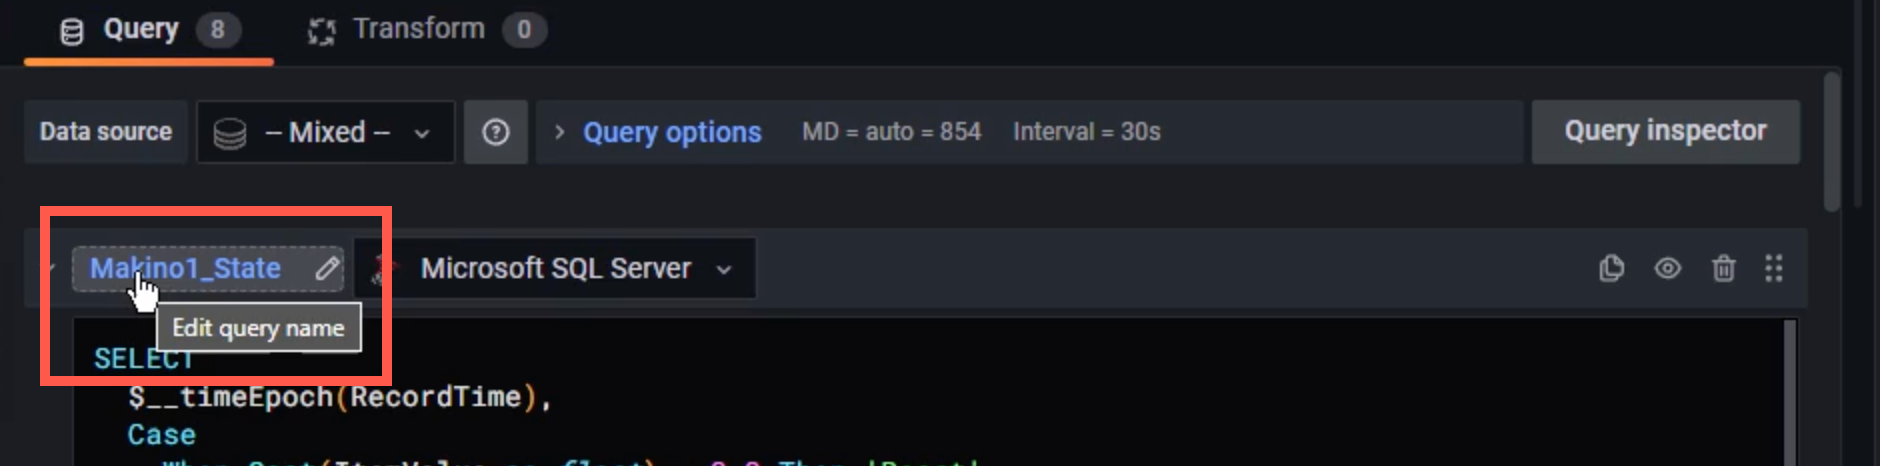 Query 8 Transform 0
Data source -- Mixed -- Query options MD = auto = 854 Interval = 30s Query inspector
Makino1_State Microsoft SQL Server
Edit query name
SELECT
$__timeEpoch(RecordTime),
Case